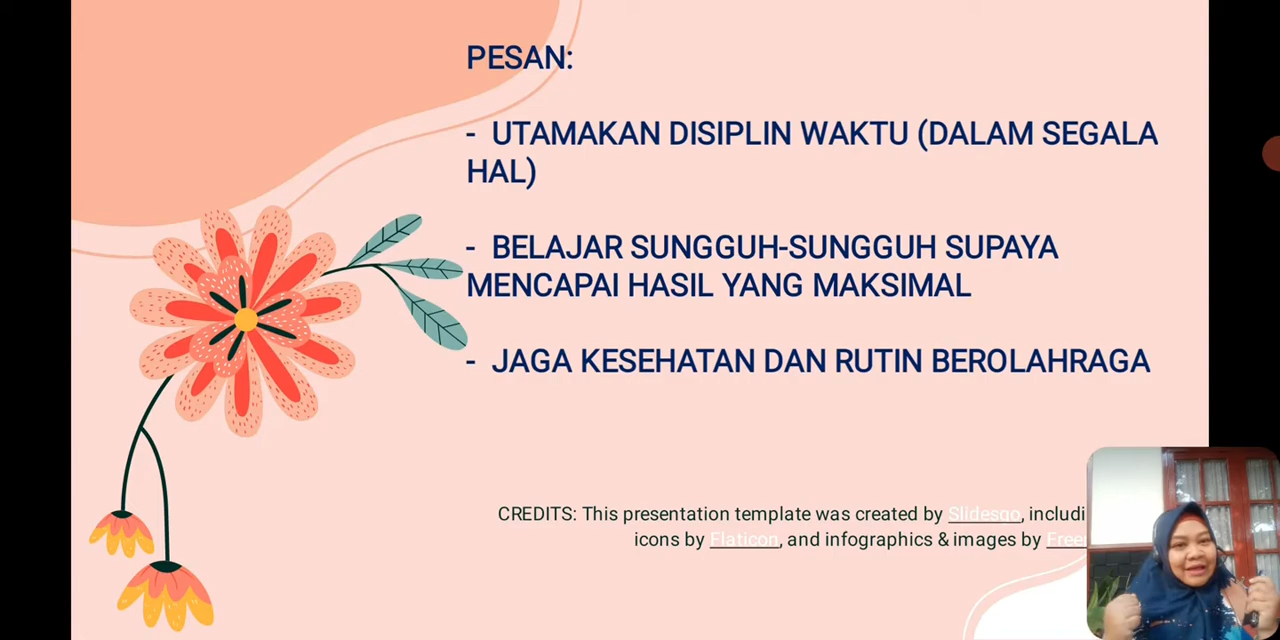 PESAN:
- UTAMAKAN DISIPLIN WAKTU (DALAM SEGALA
HAL)
- BELAJAR SUNGGUH-SUNGGUH SUPAYA
MENCAPAI HASIL YANG MAKSIMAL
- JAGA KESEHATAN DAN RUTIN BEROLAHRAGA
CREDITS: This presentation template was created by Slidesgo,
icons by Flaticon, and infographics & images by